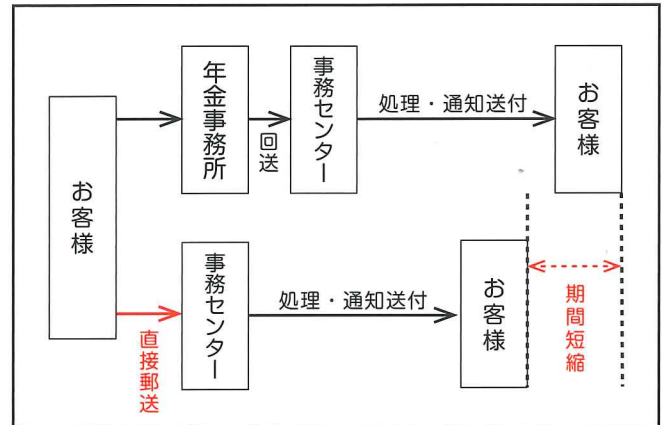 お客様
年金事務所
回送
事務センター
処理・通知送付
お客様
直接郵送
事務センター
処理・通知送付
お客様
期間短縮